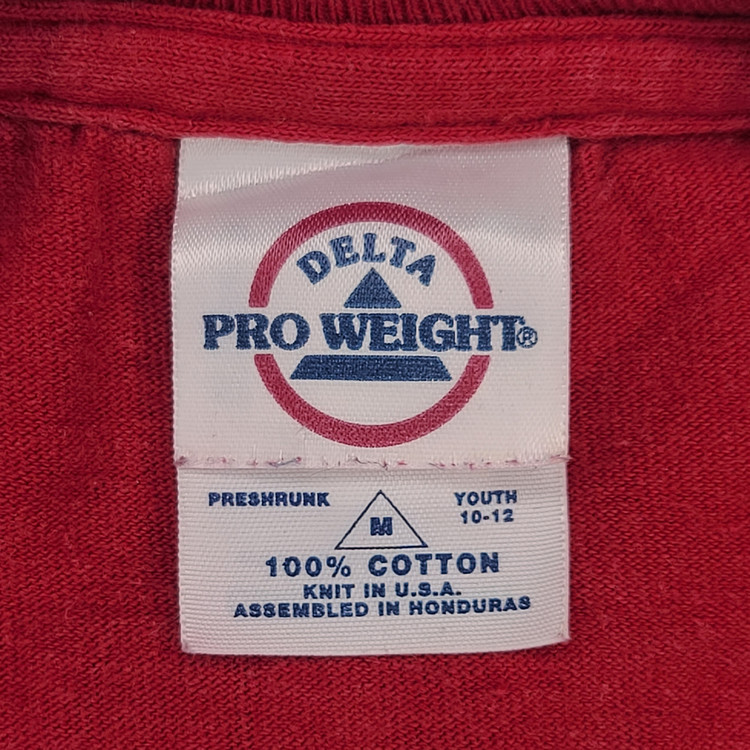 DELTA
PRO WEIGHT®
PRESHRUNK
M
YOUTH
10-12
100% COTTON
KNIT IN U.S.A.
ASSEMBLED IN HONDURAS